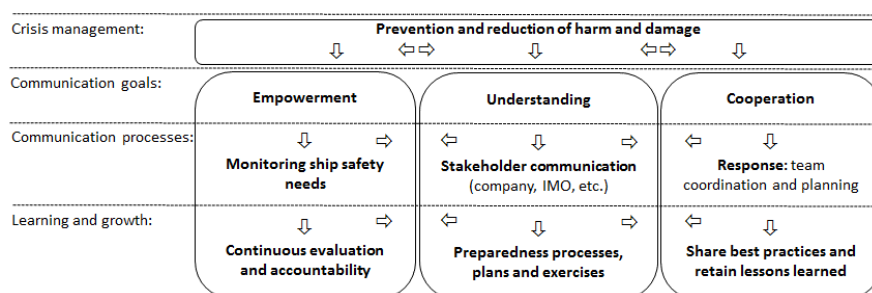 Crisis management:
Prevention and reduction of harm and damage
Communication goals:
Empowerment
Understanding
Cooperation
Communication processes:
Monitoring ship safety
needs
Stakeholder communication
(company, IMO, etc.)
Response: team
coordination and planning
Learning and growth:
Continuous evaluation
and accountability
Preparedness processes,
plans and exercises
Share best practices and
retain lessons learned